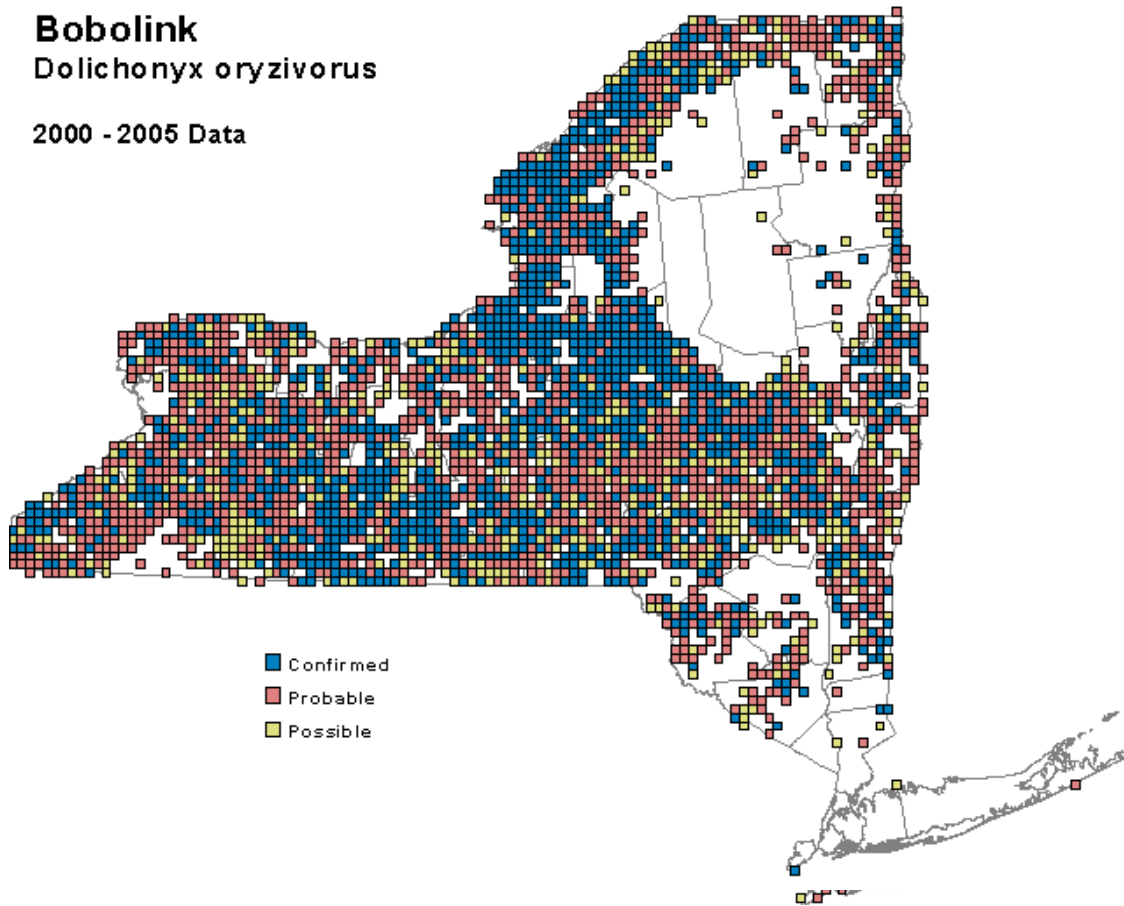 Bobolink
Dolichonyx oryzivorus
2000 - 2005 Data
Confirmed
Probable
Possible